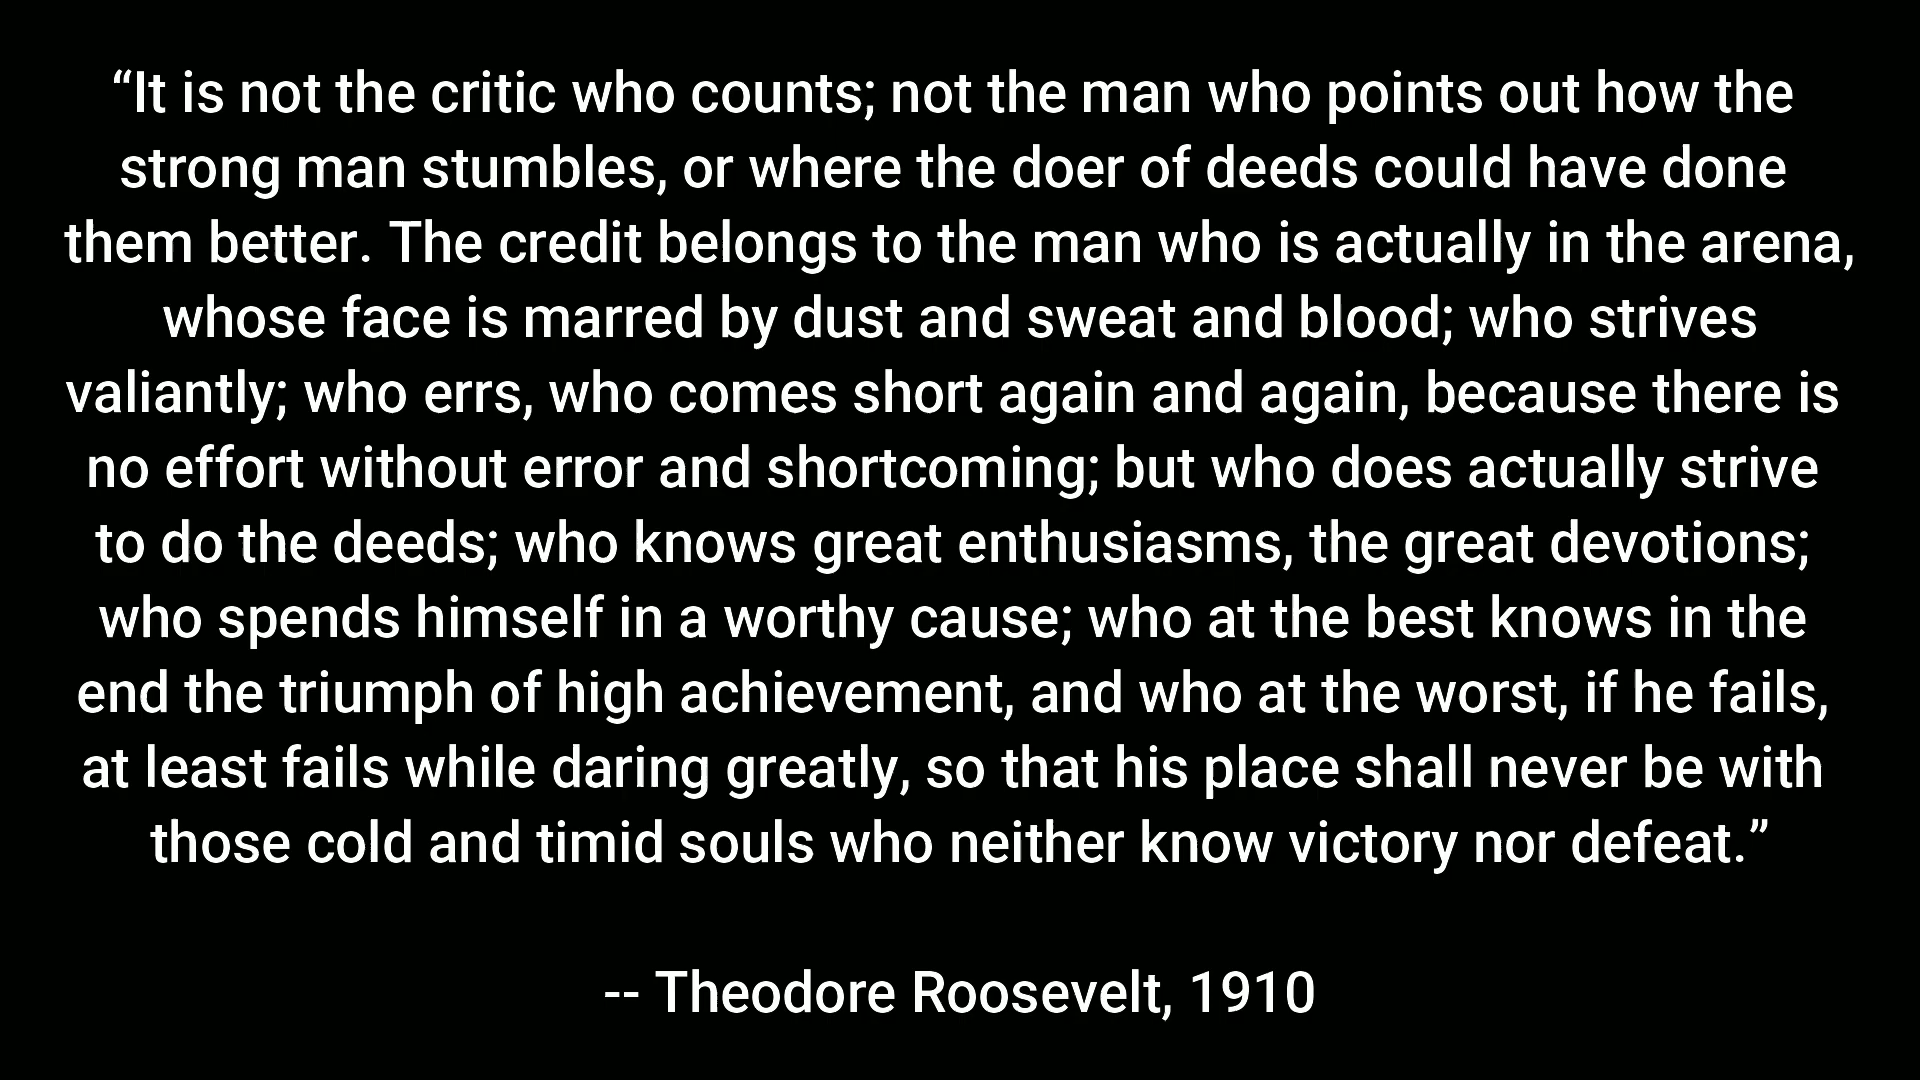 “It is not the critic who counts; not the man who points out how the
strong man stumbles, or where the doer of deeds could have done
them better. The credit belongs to the man who is actually in the arena,
whose face is marred by dust and sweat and blood; who strives
valiantly; who errs, who comes short again and again, because there is
no effort without error and shortcoming; but who does actually strive
to do the deeds; who knows great enthusiasms, the great devotions;
who spends himself in a worthy cause; who at the best knows in the
end the triumph of high achievement, and who at the worst, if he fails,
at least fails while daring greatly, so that his place shall never be with
those cold and timid souls who neither know victory nor defeat.”
-- Theodore Roosevelt, 1910